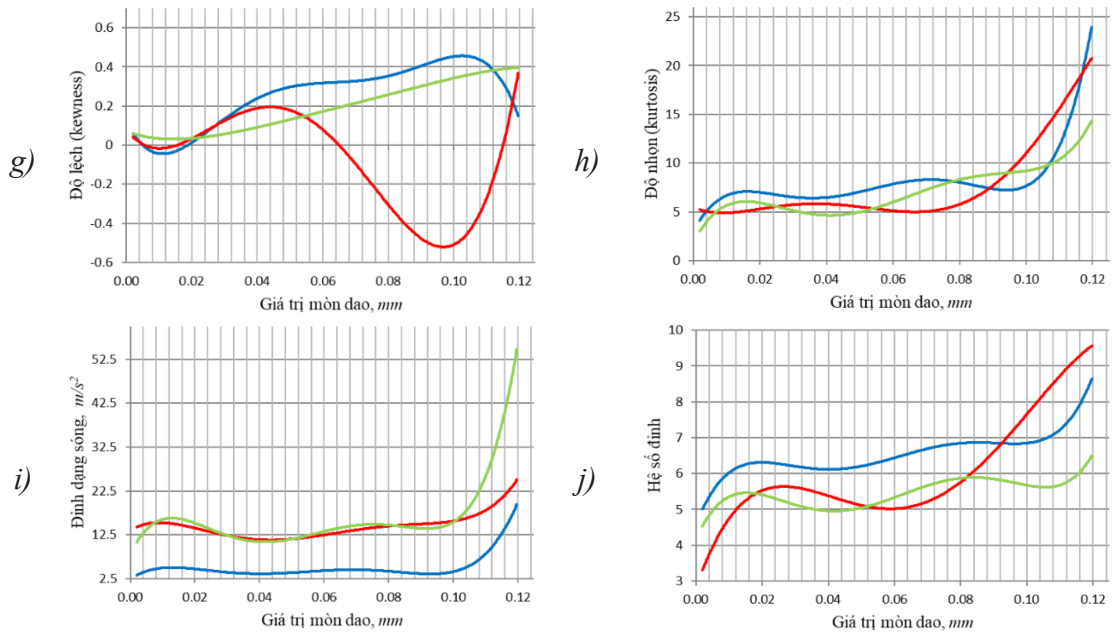 g)
Độ lệch (kewness)
0.6
0.4
0.2
0
-0.2
-0.4
-0.6
0.00 0.02 0.04 0.06 0.08 0.10 0.12
Giá trị mòn dao, mm
h)
Độ nhọn (kurtosis)
25
20
15
10
5
0
0.00 0.02 0.04 0.06 0.08 0.10 0.12
Giá trị mòn dao, mm
i)
Đỉnh dạng sóng, m/s²
52.5
42.5
32.5
22.5
12.5
2.5
0.00 0.02 0.04 0.06 0.08 0.10 0.12
Giá trị mòn dao, mm
j)
Hệ số đỉnh
10
9
8
7
6
5
4
3
0.00 0.02 0.04 0.06 0.08 0.10 0.12
Giá trị mòn dao, mm